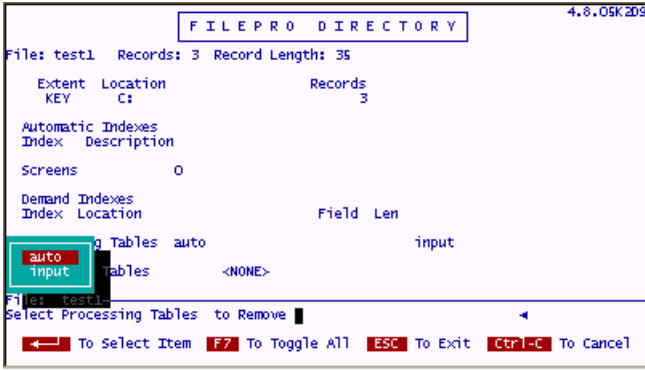 4.8.05K2D9
FILEPRO DIRECTORY
File: test1 Records: 3 Record Length: 35
Extent Location Records
KEY C: 3
Automatic Indexes
Index Description
Screens 0
Demand Indexes
Index Location Field Len
g Tables auto input
auto
input
Tables <NONE>
File: test1
Select Processing Tables to Remove
To Select Item F7 To Toggle All ESC To Exit Ctrl-C To Cancel